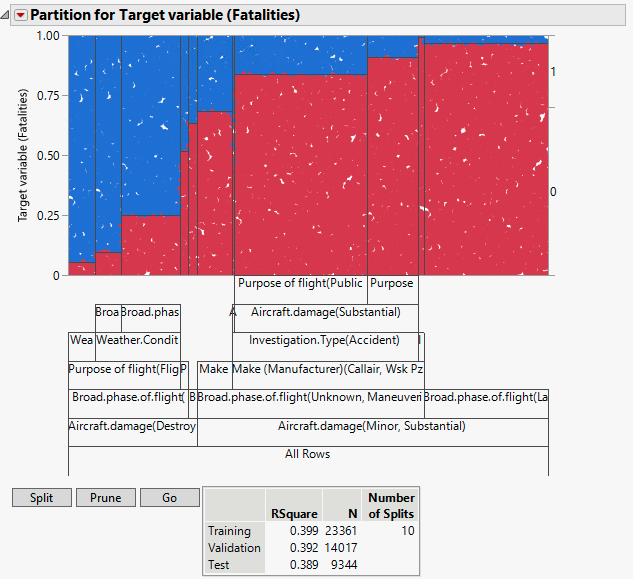 Partition for Target variable (Fatalities)
Target variable (Fatalities)
1.00
0.75
0.50
0.25
0
1
0
Purpose of flight(Public
Purpose
Broa
Broad.phas
A
Aircraft.damage(Substantial)
Wea
Weather.Condit
Investigation.Type(Accident)
I
Purpose of flight(Flig
P
Make
Make (Manufacturer)(Callair, Wsk Pz
Broad.phase.of.flight(
B
Broad.phase.of.flight(Unknown, Maneuveri
Broad.phase.of.flight(La
Aircraft.damage(Destroy
Aircraft.damage(Minor, Substantial)
All Rows
Split
Prune
Go
RSquare
N
Number
of Splits
Training 0.399 23361 10
Validation 0.392 14017
Test 0.389 9344